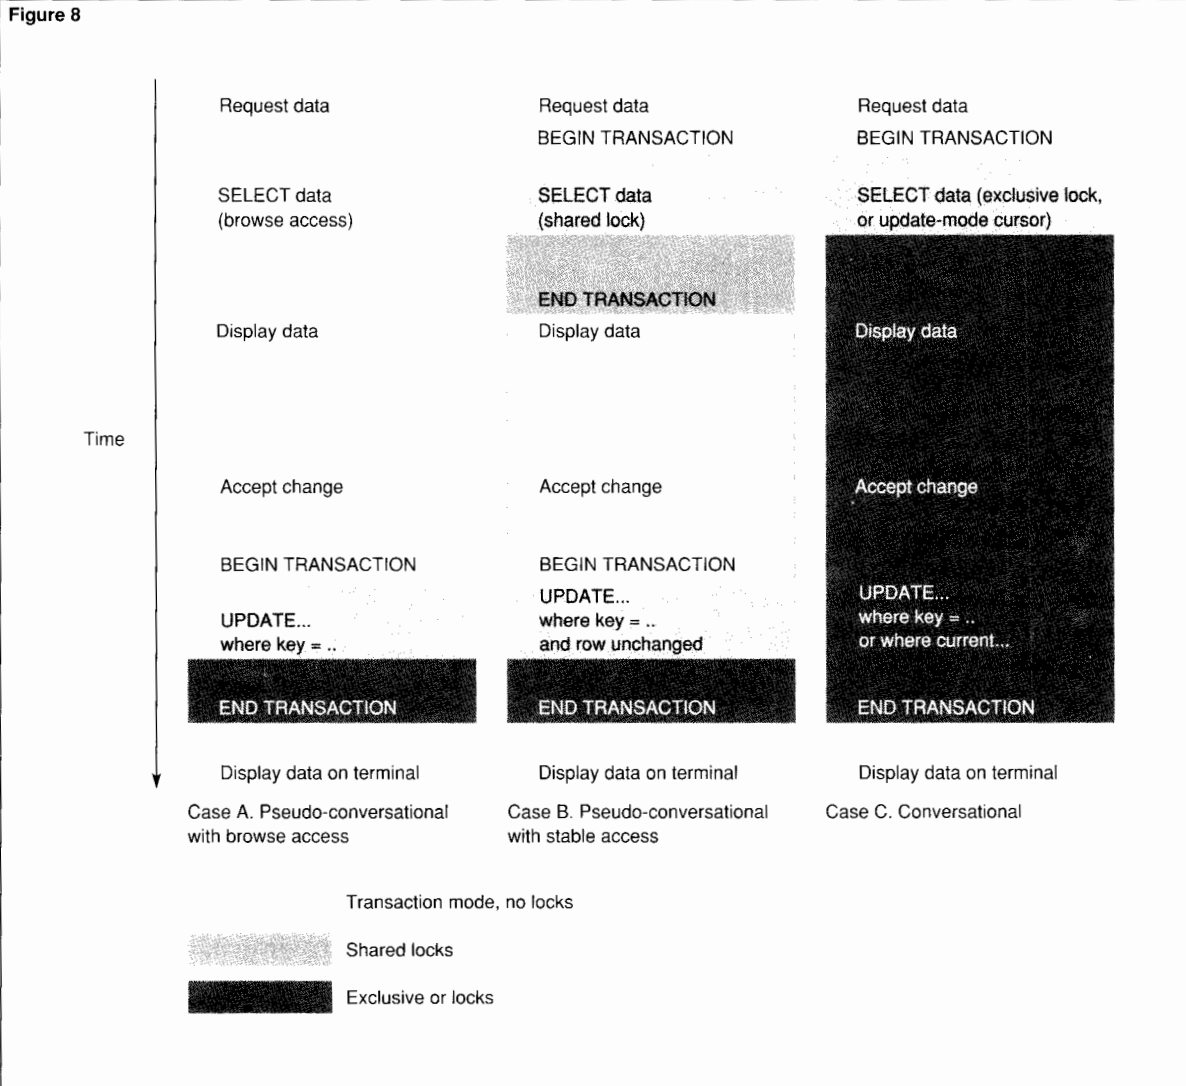 Figure 8
Time
Request data
SELECT data
(browse access)
Display data
Accept change
BEGIN TRANSACTION
UPDATE...
where key = ..
END TRANSACTION
Display data on terminal
Case A. Pseudo-conversational
with browse access
Request data
BEGIN TRANSACTION
SELECT data
(shared lock)
END TRANSACTION
Display data
Accept change
BEGIN TRANSACTION
UPDATE...
where key = ..
and row unchanged
END TRANSACTION
Display data on terminal
Case B. Pseudo-conversational
with stable access
Request data
BEGIN TRANSACTION
SELECT data (exclusive lock,
or update-mode cursor)
Display data
Accept change
UPDATE...
where key = ..
or where current...
END TRANSACTION
Display data on terminal
Case C. Conversational
Transaction mode, no locks
Shared locks
Exclusive or locks